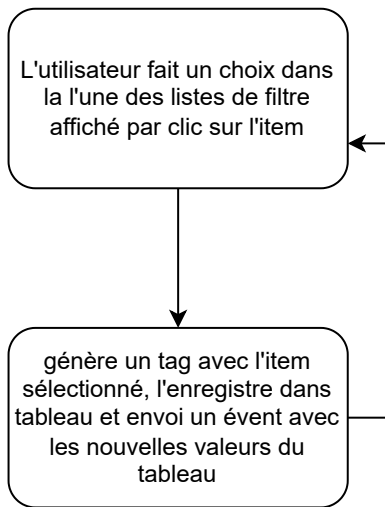 L'utilisateur fait un choix dans
la l'une des listes de filtre
affiché par clic sur l'item
génère un tag avec l'item
sélectionné, l'enregistre dans
tableau et envoi un évent avec
les nouvelles valeurs du
tableau